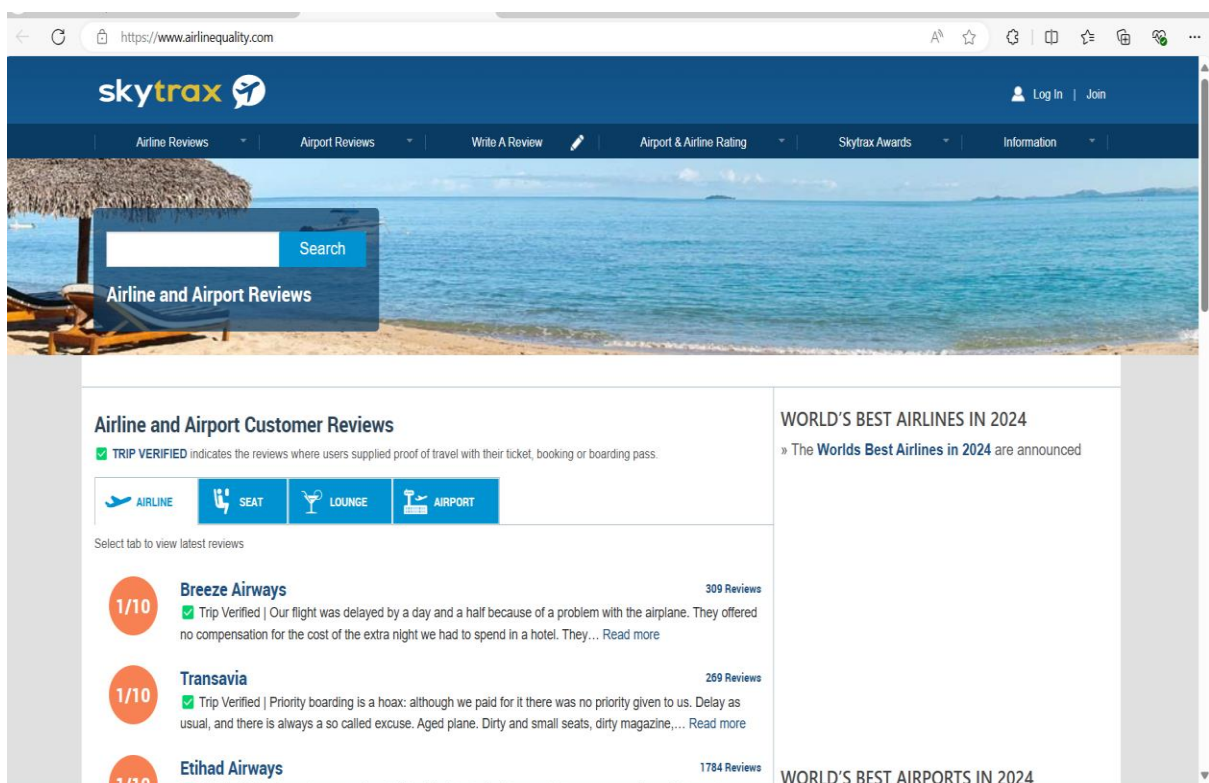 https://www.airlinequality.com
skytrax
Log In | Join
Airline Reviews
Airport Reviews
Write A Review
Airport & Airline Rating
Skytrax Awards
Information
Search
Airline and Airport Reviews
Airline and Airport Customer Reviews
TRIP VERIFIED indicates the reviews where users supplied proof of travel with their ticket, booking or boarding pass.
AIRLINE
SEAT
LOUNGE
AIRPORT
Select tab to view latest reviews
1/10
Breeze Airways
309 Reviews
Trip Verified | Our flight was delayed by a day and a half because of a problem with the airplane. They offered
no compensation for the cost of the extra night we had to spend in a hotel. They… Read more
1/10
Transavia
269 Reviews
Trip Verified | Priority boarding is a hoax: although we paid for it there was no priority given to us. Delay as
usual, and there is always a so called excuse. Aged plane. Dirty and small seats, dirty magazine,… Read more
1/10
Etihad Airways
1784 Reviews
WORLD'S BEST AIRLINES IN 2024
» The Worlds Best Airlines in 2024 are announced
WORLD'S BEST AIRPORTS IN 2024